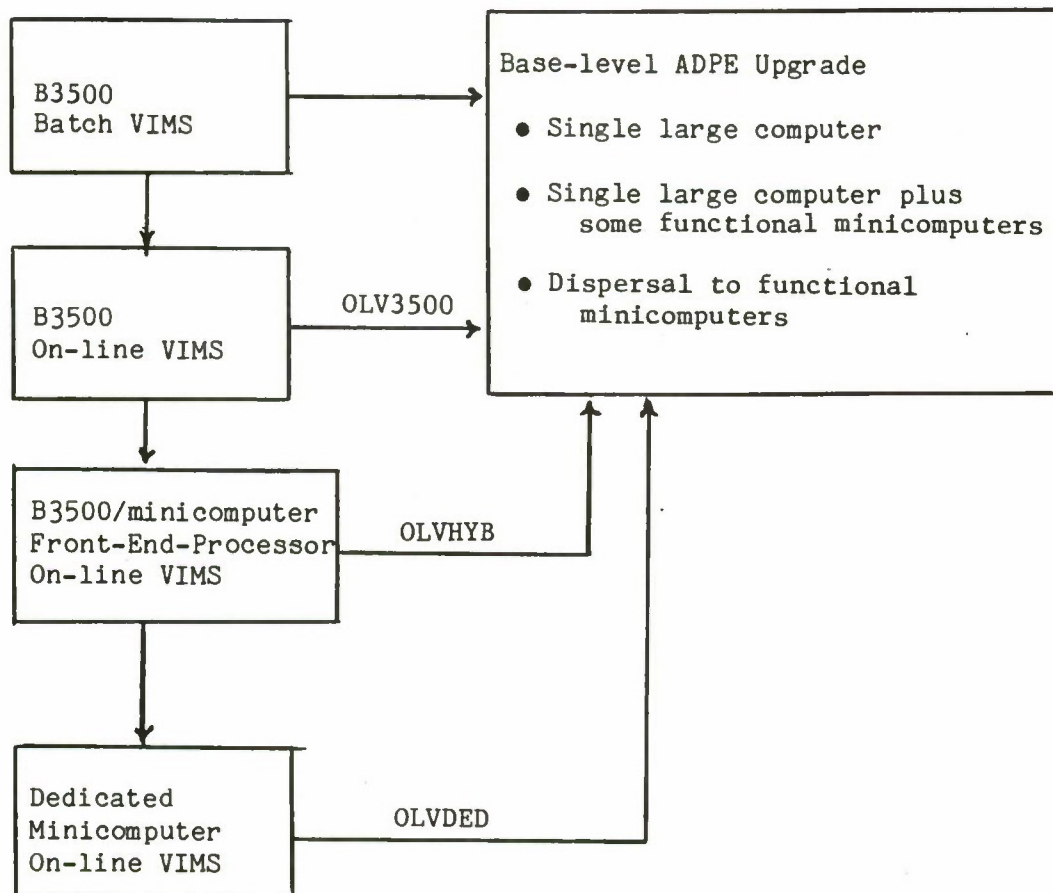 B3500
Batch VIMS
Base-level ADPE Upgrade
● Single large computer
● Single large computer plus
some functional minicomputers
● Dispersal to functional
minicomputers
B3500
On-line VIMS
OLV3500
B3500/minicomputer
Front-End-Processor
On-line VIMS
OLVHYB
Dedicated
Minicomputer
On-line VIMS
OLVDED